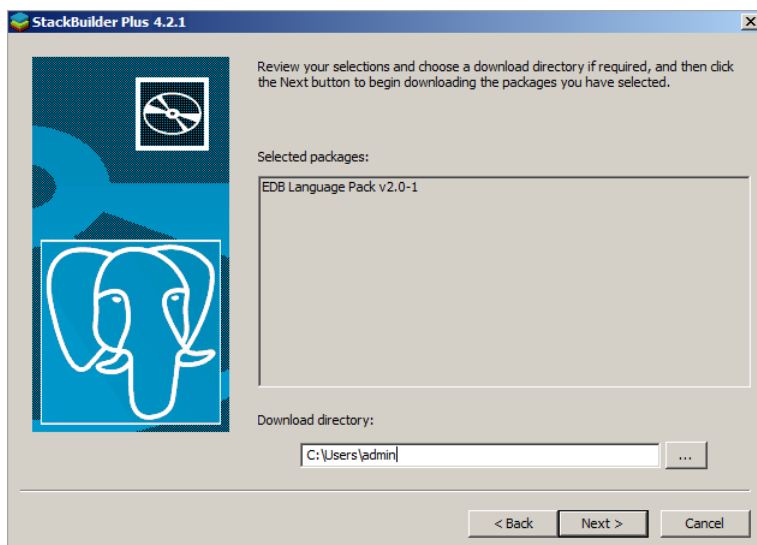 StackBuilder Plus 4.2.1
Review your selections and choose a download directory if required, and then click
the Next button to begin downloading the packages you have selected.
Selected packages:
EDB Language Pack v2.0-1
Download directory:
C:\Users\admin
...
< Back
Next >
Cancel